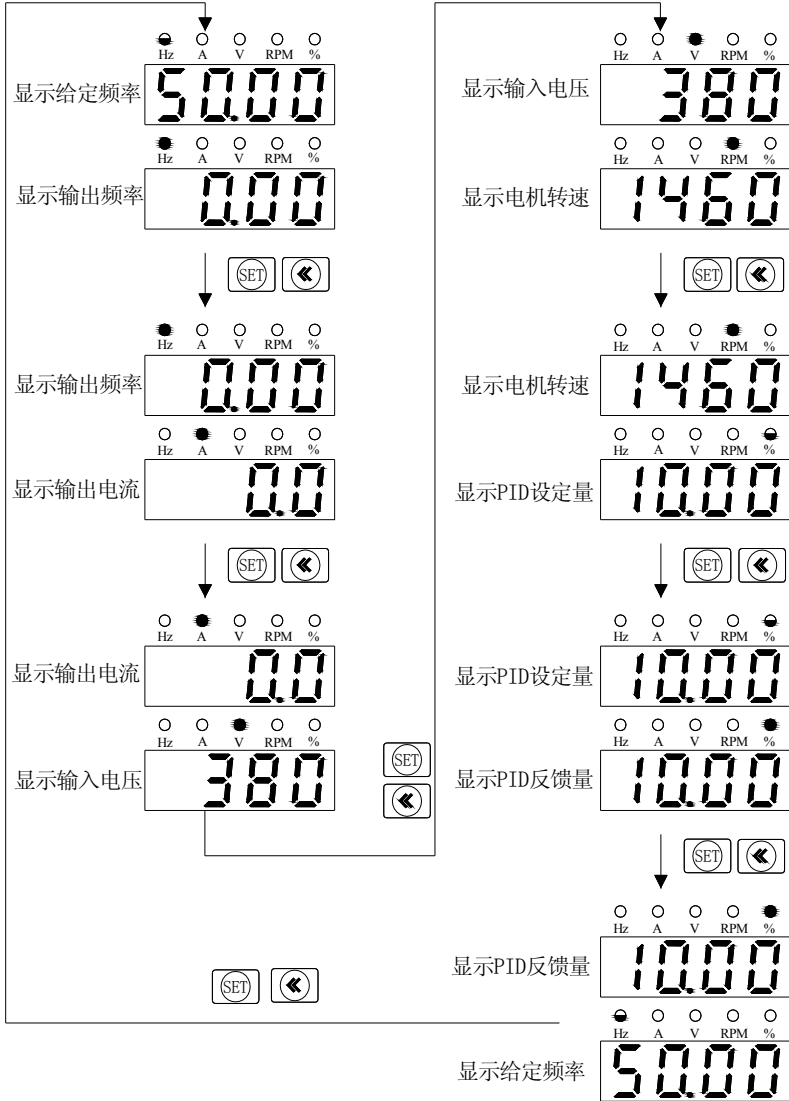 Hz A V RPM %
显示给定频率 50.00
Hz A V RPM %
显示输出频率 0.00
SET
Hz A V RPM %
显示输出频率 0.00
Hz A V RPM %
显示输出电流 0.0
SET
Hz A V RPM %
显示输出电流 0.0
Hz A V RPM %
显示输入电压 380
SET
Hz A V RPM %
显示输入电压 380
Hz A V RPM %
显示电机转速 1460
SET
Hz A V RPM %
显示电机转速 1460
Hz A V RPM %
显示PID设定量 10.00
SET
Hz A V RPM %
显示PID设定量 10.00
Hz A V RPM %
显示PID反馈量 10.00
SET
Hz A V RPM %
显示PID反馈量 10.00
SET
Hz A V RPM %
显示给定频率 50.00